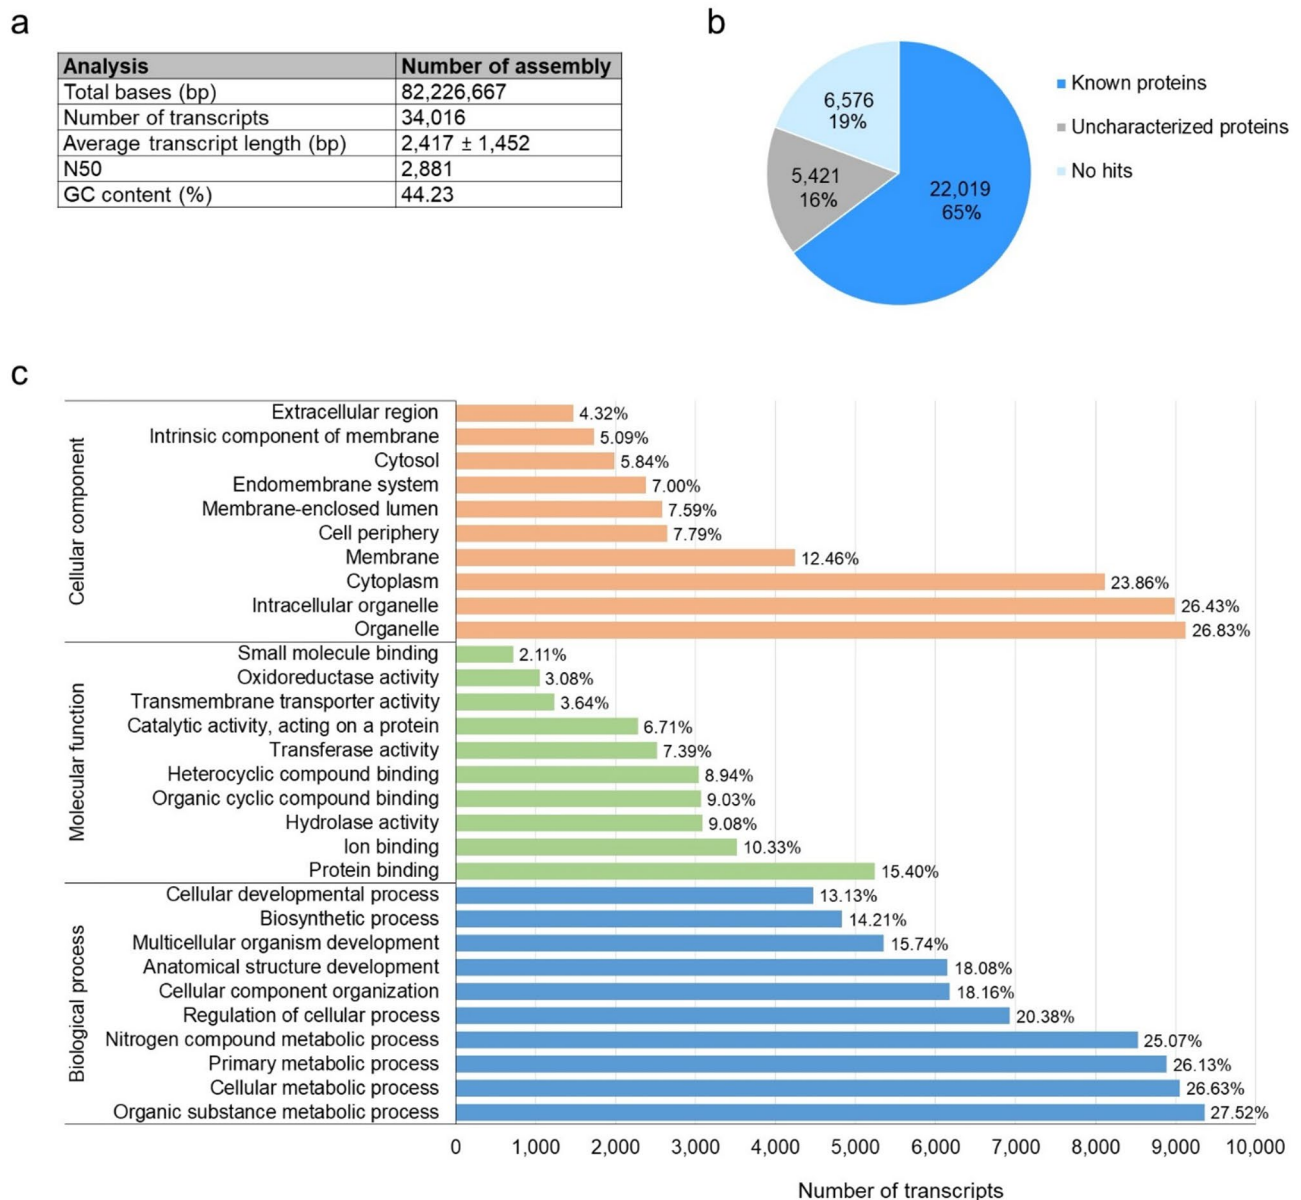 a
Analysis Number of assembly
Total bases (bp) 82,226,667
Number of transcripts 34,016
Average transcript length (bp) 2,417 ± 1,452
N50 2,881
GC content (%) 44.23
b
6,576
19%
5,421
16%
22,019
65%
Known proteins
Uncharacterized proteins
No hits
c
Cellular component
Extracellular region 4.32%
Intrinsic component of membrane 5.09%
Cytosol 5.84%
Endomembrane system 7.00%
Membrane-enclosed lumen 7.59%
Cell periphery 7.79%
Membrane 12.46%
Cytoplasm 23.86%
Intracellular organelle 26.43%
Organelle 26.83%
Molecular function
Small molecule binding 2.11%
Oxidoreductase activity 3.08%
Transmembrane transporter activity 3.64%
Catalytic activity, acting on a protein 6.71%
Transferase activity 7.39%
Heterocyclic compound binding 8.94%
Organic cyclic compound binding 9.03%
Hydrolase activity 9.08%
Ion binding 10.33%
Protein binding 15.40%
Biological process
Cellular developmental process 13.13%
Biosynthetic process 14.21%
Multicellular organism development 15.74%
Anatomical structure development 18.08%
Cellular component organization 18.16%
Regulation of cellular process 20.38%
Nitrogen compound metabolic process 25.07%
Primary metabolic process 26.13%
Cellular metabolic process 26.63%
Organic substance metabolic process 27.52%
0 1,000 2,000 3,000 4,000 5,000 6,000 7,000 8,000 9,000 10,000
Number of transcripts